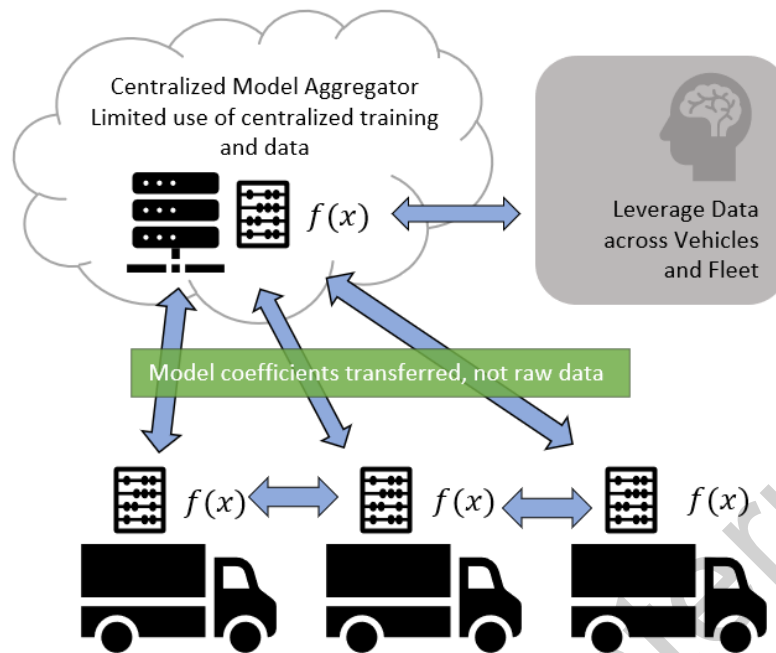 Centralized Model Aggregator
Limited use of centralized training
and data
f(x)
Leverage Data
across Vehicles
and Fleet
Model coefficients transferred, not raw data
f(x)
f(x)
f(x)